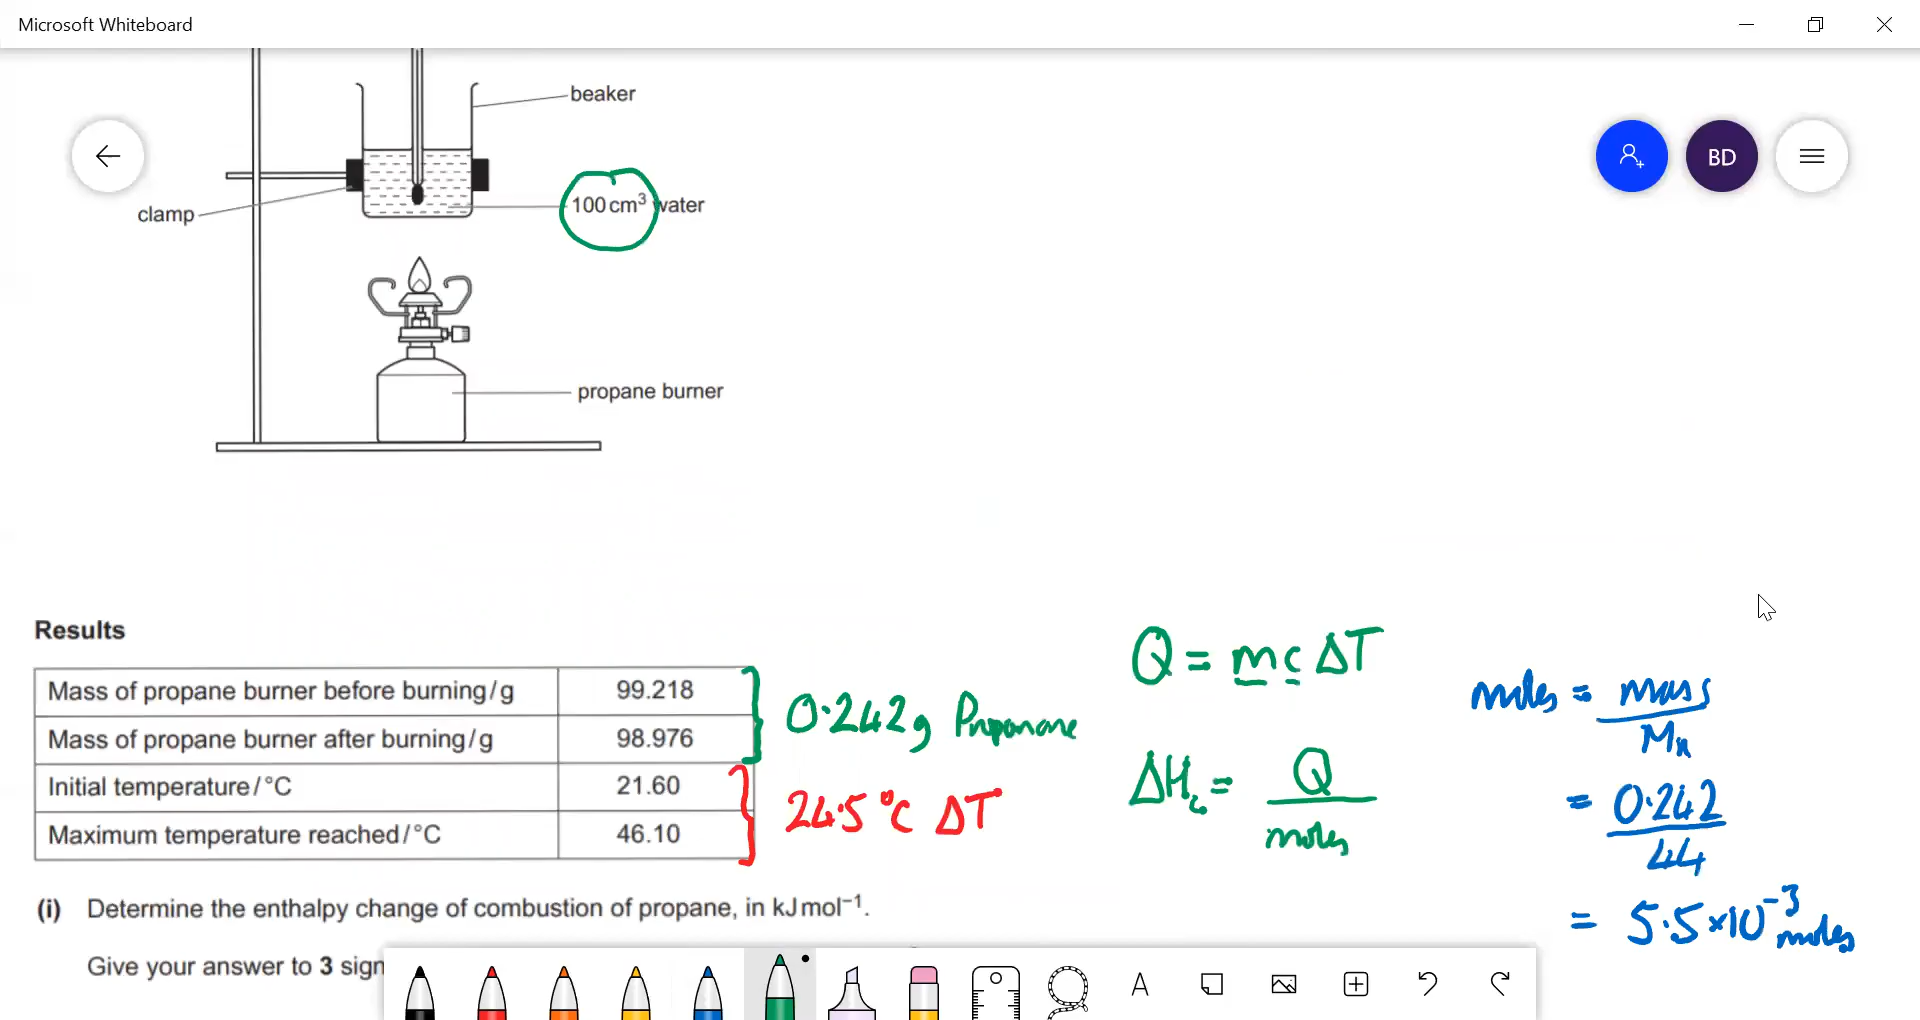 Microsoft Whiteboard
beaker
BD
100 cm³ water
clamp
propane burner
Results
Mass of propane burner before burning/g 99.218
Mass of propane burner after burning/g 98.976
Initial temperature/°C 21.60
Maximum temperature reached/°C 46.10
0.242g Propanane
24.5°C ΔT
Q = mcΔT
ΔHc = Q
moles
moles = mass
Mr
= 0.242
44
= 5.5×10⁻³ moles
(i) Determine the enthalpy change of combustion of propane, in kJ mol⁻¹.
Give your answer to 3 sign
A